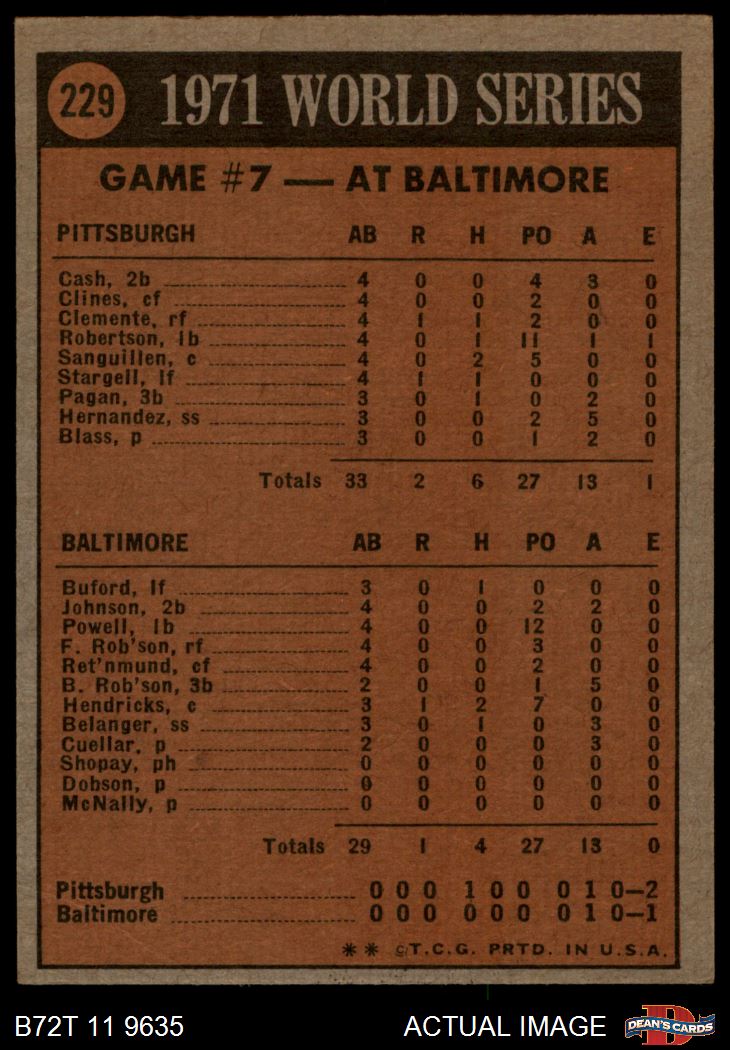 229 1971 WORLD SERIES
GAME #7 — AT BALTIMORE
PITTSBURGH AB R H PO A E
Cash, 2b 4 0 0 4 3 0
Clines, cf 4 0 0 2 0 0
Clemente, rf 4 1 1 2 0 0
Robertson, 1b 4 0 1 11 1 1
Sanguillen, c 4 0 2 5 0 0
Stargell, lf 4 1 1 0 0 0
Pagan, 3b 3 0 1 0 2 0
Hernandez, ss 3 0 0 2 5 0
Blass, p 3 0 0 1 2 0
Totals 33 2 6 27 13 1
BALTIMORE AB R H PO A E
Buford, lf 3 0 1 0 0 0
Johnson, 2b 4 0 0 2 2 0
Powell, 1b 4 0 0 12 0 0
F. Rob'son, rf 4 0 0 3 0 0
Ret'nmund, cf 4 0 0 2 0 0
B. Rob'son, 3b 2 0 0 1 5 0
Hendricks, c 3 1 2 7 0 0
Belanger, ss 3 0 1 0 3 0
Cuellar, p 2 0 0 0 3 0
Shopay, ph 0 0 0 0 0 0
Dobson, p 0 0 0 0 0 0
McNally, p 0 0 0 0 0 0
Totals 29 1 4 27 13 0
Pittsburgh 0 0 0 1 0 0 0 1 0—2
Baltimore 0 0 0 0 0 0 0 1 0—1
** ©T.C.G. PRTD. IN U.S.A.
B72T 11 9635 ACTUAL IMAGE D DEAN'S CARDS